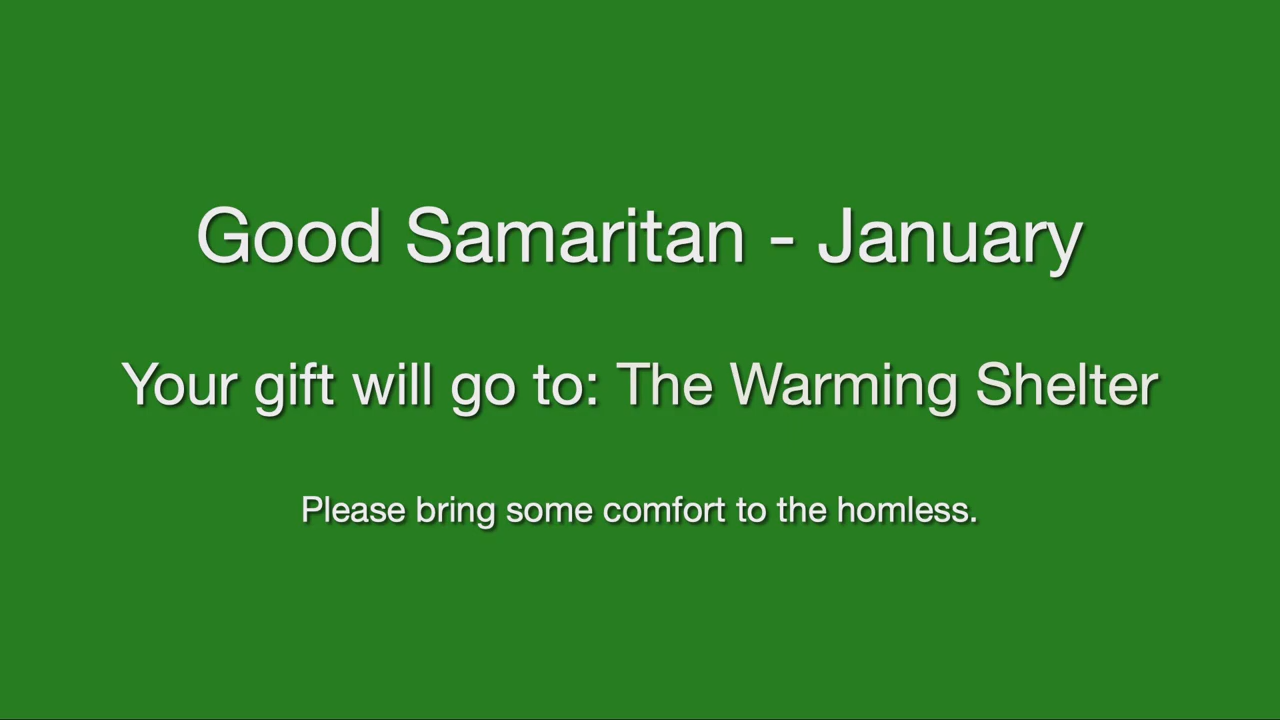 Good Samaritan - January
Your gift will go to: The Warming Shelter
Please bring some comfort to the homless.